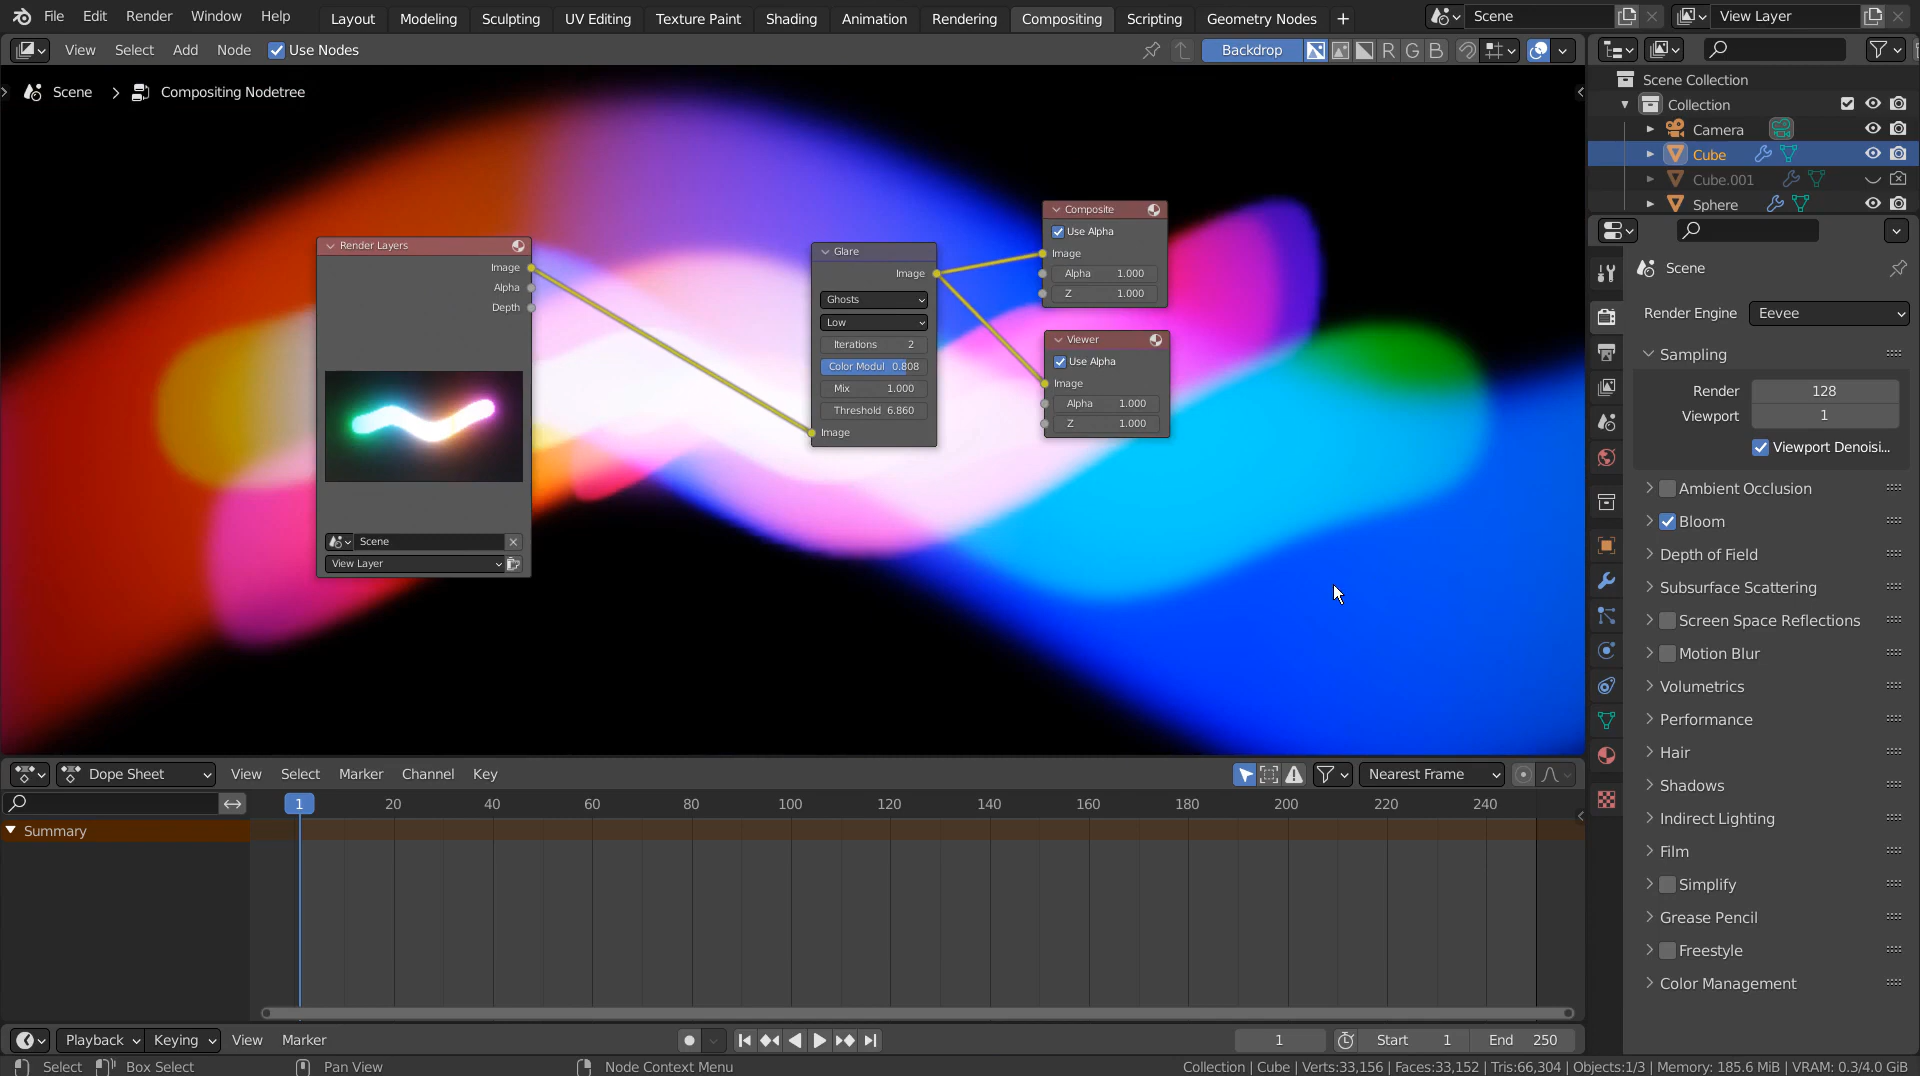 File Edit Render Window Help Layout Modeling Sculpting UV Editing Texture Paint Shading Animation Rendering Compositing Scripting Geometry Nodes + Scene View Layer
View Select Add Node Use Nodes Backdrop R G B
Scene > Compositing Nodetree
Render Layers
Image
Alpha
Depth
Scene
View Layer
Glare
Image
Ghosts
Low
Iterations 2
Color Modul 0.808
Mix 1.000
Threshold 6.860
Image
Composite
Use Alpha
Image
Alpha 1.000
Z 1.000
Viewer
Use Alpha
Image
Alpha 1.000
Z 1.000
Scene Collection
Collection
Camera
Cube
Cube.001
Sphere
Scene
Render Engine Eevee
Sampling
Render 128
Viewport 1
Viewport Denoisi...
Ambient Occlusion
Bloom
Depth of Field
Subsurface Scattering
Screen Space Reflections
Motion Blur
Volumetrics
Performance
Hair
Shadows
Indirect Lighting
Film
Simplify
Grease Pencil
Freestyle
Color Management
Dope Sheet View Select Marker Channel Key Nearest Frame
1 20 40 60 80 100 120 140 160 180 200 220 240
Summary
Playback Keying View Marker 1 Start 1 End 250
Select Box Select Pan View Node Context Menu Collection | Cube | Verts:33,156 | Faces:33,152 | Tris:66,304 | Objects:1/3 | Memory: 185.6 MiB | VRAM: 0.3/4.0 GiB